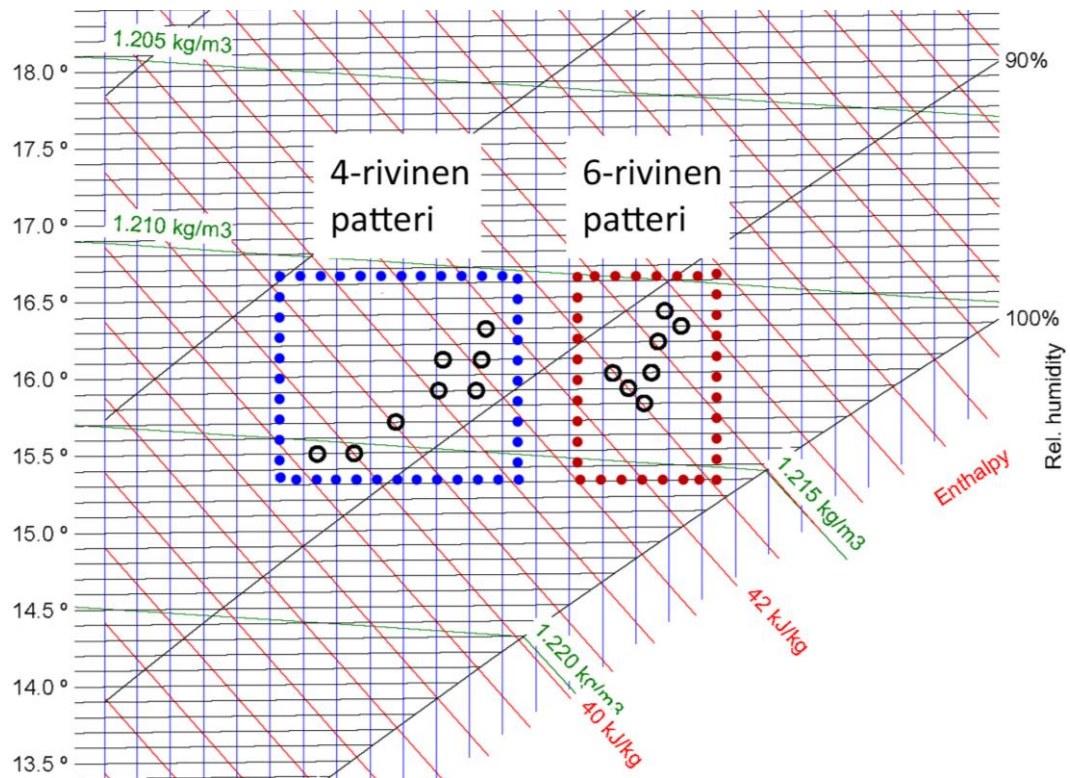 1.205 kg/m3
18.0 º
90%
17.5 º
4-rivinen
patteri
6-rivinen
patteri
17.0 º
1.210 kg/m3
16.5 º
100%
16.0 º
15.5 º
Rel. humidity
Enthalpy
1.215 kg/m3
15.0 º
14.5 º
42 kJ/kg
1.220 kg/m3
14.0 º
40 kJ/kg
13.5 º